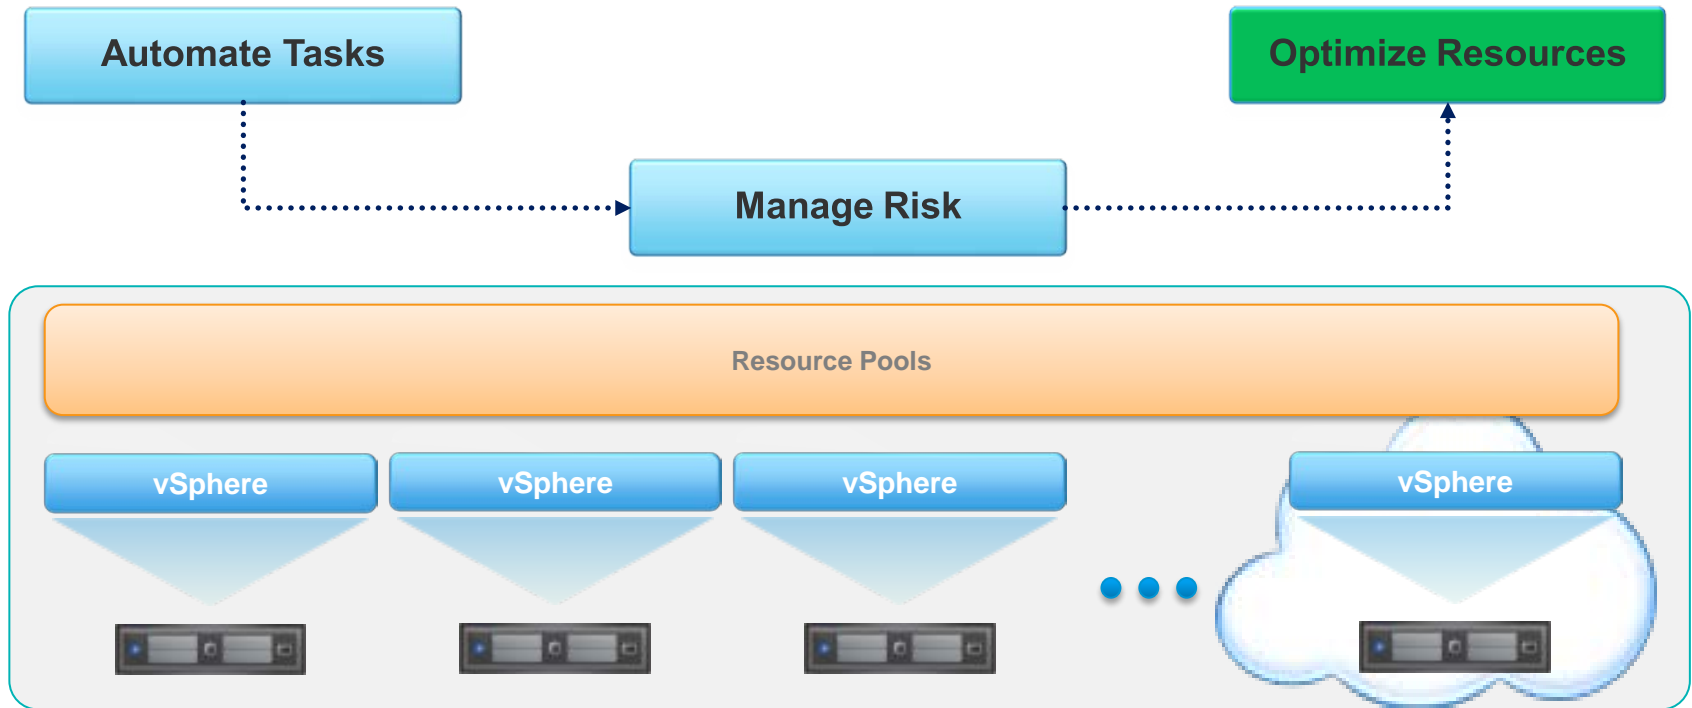 Automate Tasks
Optimize Resources
Manage Risk
Resource Pools
vSphere
vSphere
vSphere
vSphere